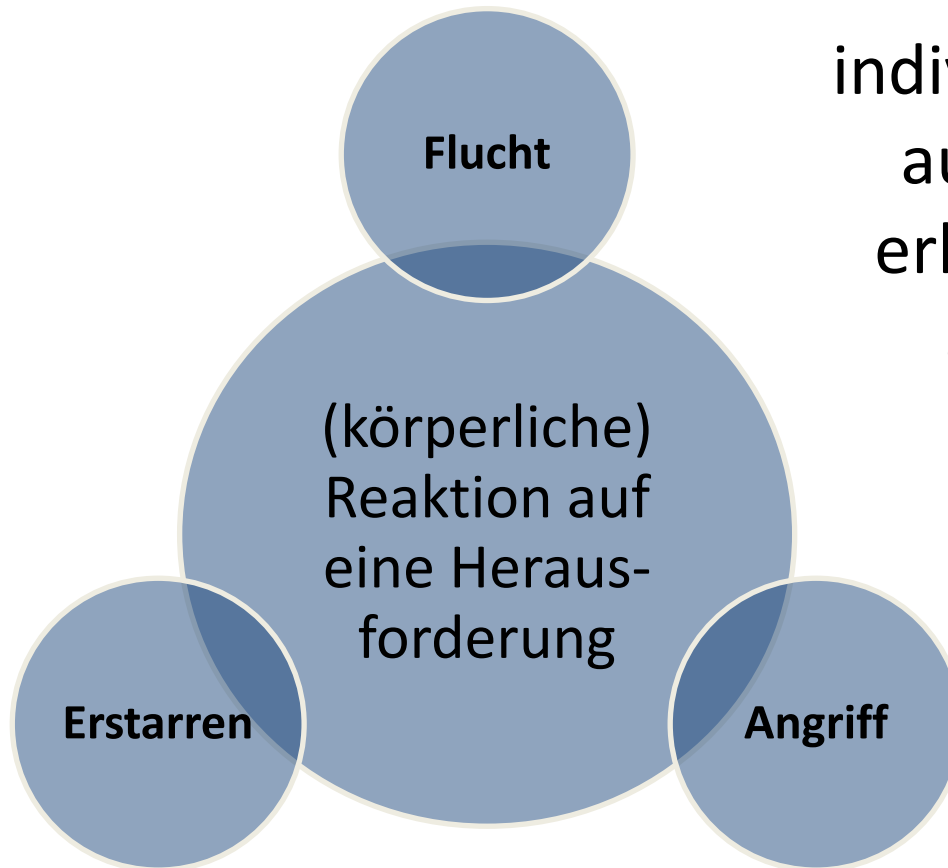 Flucht
(körperliche)
Reaktion auf
eine Heraus-
forderung
Erstarren
Angriff